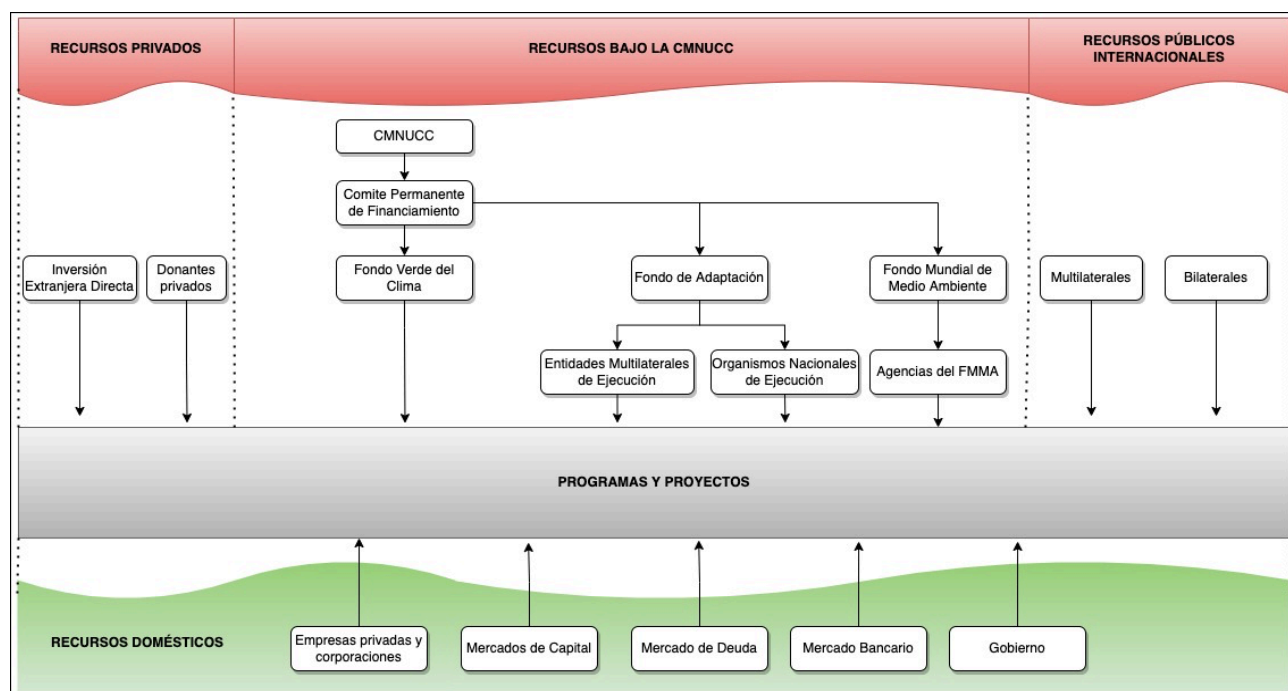 RECURSOS PRIVADOS
RECURSOS BAJO LA CMNUCC
RECURSOS PÚBLICOS
INTERNACIONALES
CMNUCC
Comite Permanente
de Financiamiento
Inversión
Extranjera Directa
Donantes
privados
Fondo Verde del
Clima
Fondo de Adaptación
Fondo Mundial de
Medio Ambiente
Multilaterales
Bilaterales
Entidades Multilaterales
de Ejecución
Organismos Nacionales
de Ejecución
Agencias del FMMA
PROGRAMAS Y PROYECTOS
RECURSOS DOMÉSTICOS
Empresas privadas y
corporaciones
Mercados de Capital
Mercado de Deuda
Mercado Bancario
Gobierno